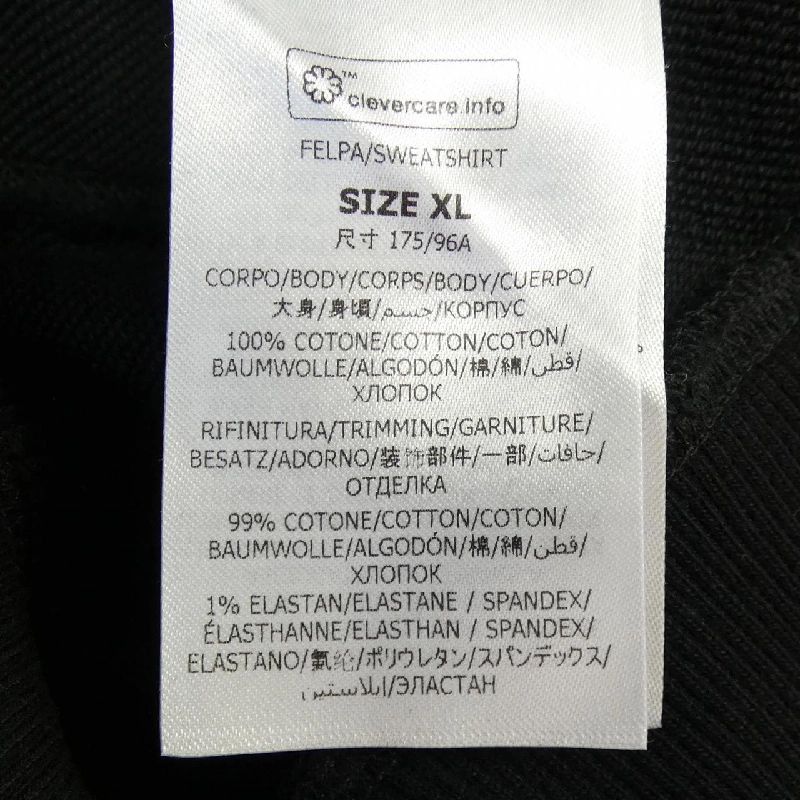 ™
clevercare.info
FELPA/SWEATSHIRT
SIZE XL
尺寸 175/96A
CORPO/BODY/CORPS/BODY/CUERPO/
大身/身頃/جسم/КОРПУС
100% COTONE/COTTON/COTON/
BAUMWOLLE/ALGODÓN/棉/綿/قطن/
ХЛОПОК
RIFINITURA/TRIMMING/GARNITURE/
BESATZ/ADORNO/装饰部件/一部/حافات/
ОТДЕЛКА
99% COTONE/COTTON/COTON/
BAUMWOLLE/ALGODÓN/棉/綿/قطن/
ХЛОПОК
1% ELASTAN/ELASTANE / SPANDEX/
ÉLASTHANNE/ELASTHAN / SPANDEX/
ELASTANO/氨纶/ポリウレタン/スパンデックス/
إيلاستين/ЭЛАСТАН